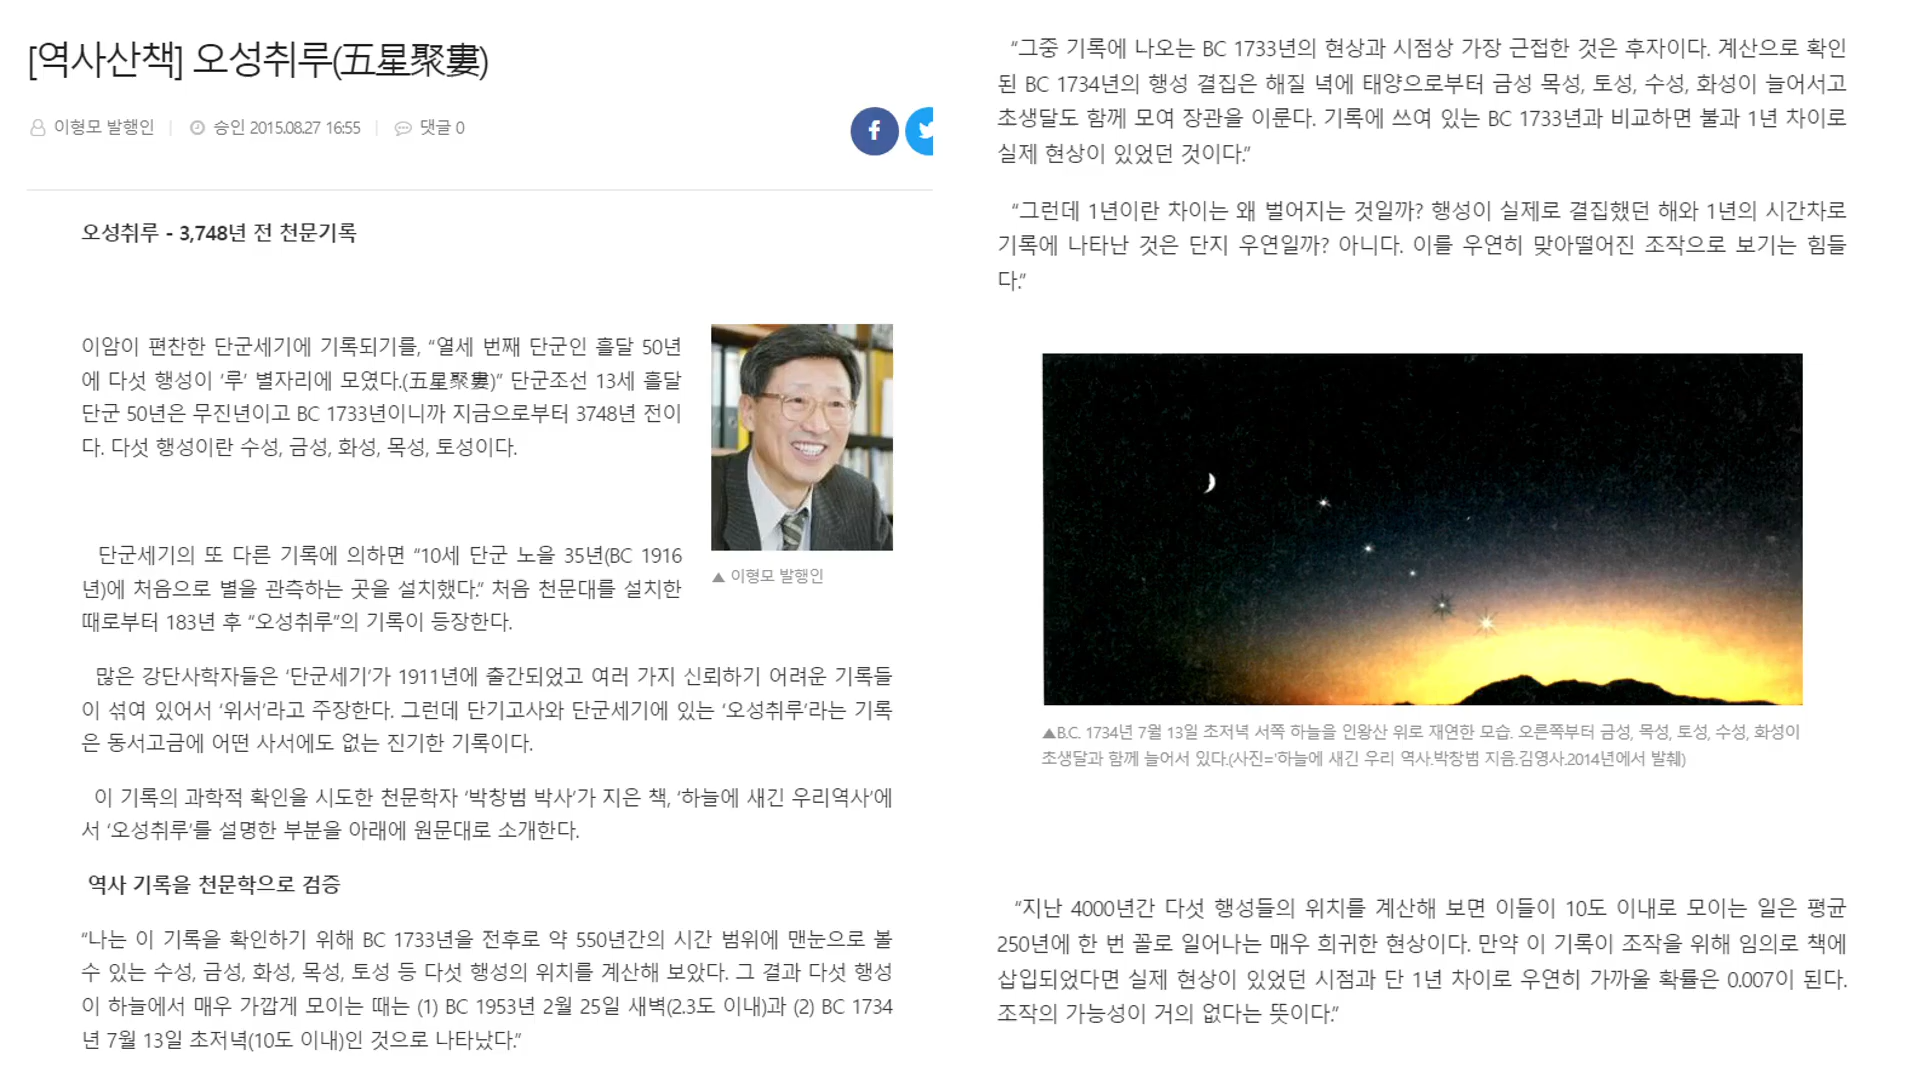 [역사산책] 오성취루(五星聚婁)
이형모 발행인 | 승인 2015.08.27 16:55 | 댓글 0
오성취루 - 3,748년 전 천문기록
이암이 편찬한 단군세기에 기록되기를, “열세 번째 단군인 흘달 50년
에 다섯 행성이 ‘루’ 별자리에 모였다.(五星聚婁)” 단군조선 13세 흘달
단군 50년은 무진년이고 BC 1733년이니까 지금으로부터 3748년 전이
다. 다섯 행성이란 수성, 금성, 화성, 목성, 토성이다.
단군세기의 또 다른 기록에 의하면 “10세 단군 노을 35년(BC 1916
년)에 처음으로 별을 관측하는 곳을 설치했다.” 처음 천문대를 설치한
때로부터 183년 후 “오성취루”의 기록이 등장한다.
▲ 이형모 발행인
많은 강단사학자들은 ‘단군세기’가 1911년에 출간되었고 여러 가지 신뢰하기 어려운 기록들
이 섞여 있어서 ‘위서’라고 주장한다. 그런데 단기고사와 단군세기에 있는 ‘오성취루’라는 기록
은 동서고금에 어떤 사서에도 없는 진기한 기록이다.
이 기록의 과학적 확인을 시도한 천문학자 ‘박창범 박사’가 지은 책, ‘하늘에 새긴 우리역사’에
서 ‘오성취루’를 설명한 부분을 아래에 원문대로 소개한다.
역사 기록을 천문학으로 검증
“나는 이 기록을 확인하기 위해 BC 1733년을 전후로 약 550년간의 시간 범위에 맨눈으로 볼
수 있는 수성, 금성, 화성, 목성, 토성 등 다섯 행성의 위치를 계산해 보았다. 그 결과 다섯 행성
이 하늘에서 매우 가깝게 모이는 때는 (1) BC 1953년 2월 25일 새벽(2.3도 이내)과 (2) BC 1734
년 7월 13일 초저녁(10도 이내)인 것으로 나타났다.”
“그중 기록에 나오는 BC 1733년의 현상과 시점상 가장 근접한 것은 후자이다. 계산으로 확인
된 BC 1734년의 행성 결집은 해질 녘에 태양으로부터 금성 목성, 토성, 수성, 화성이 늘어서고
초생달도 함께 모여 장관을 이룬다. 기록에 쓰여 있는 BC 1733년과 비교하면 불과 1년 차이로
실제 현상이 있었던 것이다.”
“그런데 1년이란 차이는 왜 벌어지는 것일까? 행성이 실제로 결집했던 해와 1년의 시간차로
기록에 나타난 것은 단지 우연일까? 아니다. 이를 우연히 맞아떨어진 조작으로 보기는 힘들
다.”
▲B.C. 1734년 7월 13일 초저녁 서쪽 하늘을 인왕산 위로 재연한 모습. 오른쪽부터 금성, 목성, 토성, 수성, 화성이
초생달과 함께 늘어서 있다.(사진=‘하늘에 새긴 우리 역사.박창범 지음.김영사.2014년에서 발췌)
“지난 4000년간 다섯 행성들의 위치를 계산해 보면 이들이 10도 이내로 모이는 일은 평균
250년에 한 번 꼴로 일어나는 매우 희귀한 현상이다. 만약 이 기록이 조작을 위해 임의로 책에
삽입되었다면 실제 현상이 있었던 시점과 단 1년 차이로 우연히 가까울 확률은 0.007이 된다.
조작의 가능성이 거의 없다는 뜻이다.”